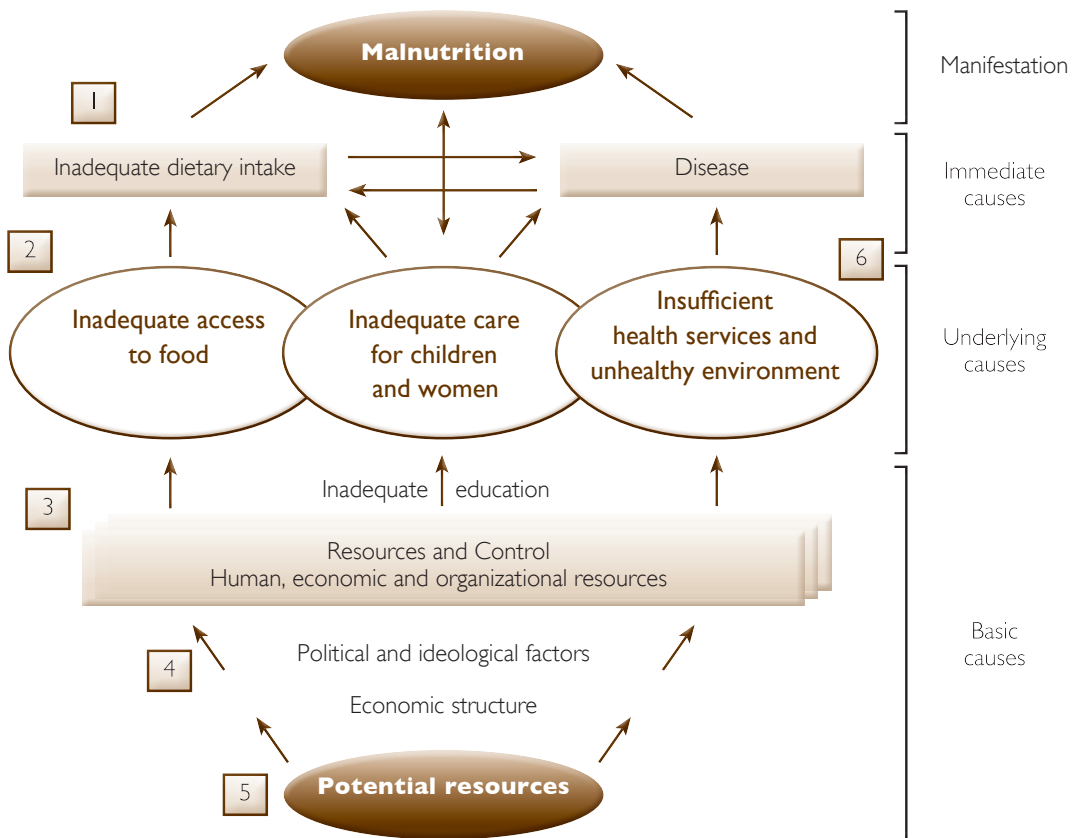 Malnutrition
Manifestation
1
Inadequate dietary intake
Disease
Immediate
causes
2
6
Inadequate access
to food
Inadequate care
for children
and women
Insufficient
health services and
unhealthy environment
Underlying
causes
Inadequate education
3
Resources and Control
Human, economic and organizational resources
Basic
causes
4
Political and ideological factors
Economic structure
5
Potential resources